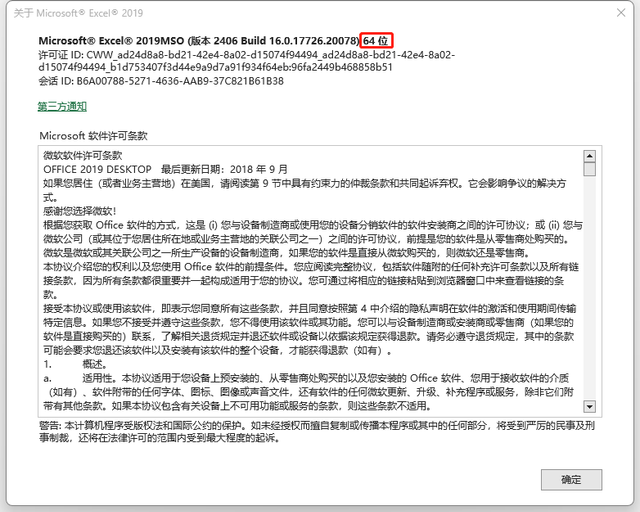 关于 Microsoft® Excel® 2019
Microsoft® Excel® 2019MSO (版本 2406 Build 16.0.17726.20078) 64 位
许可证 ID: CWW_ad24d8a8-bd21-42e4-8a02-d15074f94494_ad24d8a8-bd21-42e4-8a02-
d15074f94494_b1d753407f3d44e9a9d7a91f934f64eb:96fa2449b468858b51
会话 ID: B6A00788-5271-4636-AAB9-37C821B61B38
第三方通知
Microsoft 软件许可条款
微软软件许可条款
OFFICE 2019 DESKTOP 最后更新日期：2018 年 9 月
如果您居住（或者业务主营地）在美国，请阅读第 9 节中具有约束力的仲裁条款和共同起诉弃权。它会影响争议的解决方
式。
感谢您选择微软！
根据您获取 Office 软件的方式，这是 (i) 您与设备制造商或使用您的设备分销软件的软件安装商之间的许可协议；或 (ii) 您与
微软公司（或其位于您居住所在地或业务主营地的关联公司之一）之间的许可协议，前提是您的软件是从零售商处购买的。
微软是微软或其关联公司之一所生产设备的设备制造商，如果您的软件是直接从微软购买的，则微软还是零售商。
本协议介绍您的权利以及您使用 Office 软件的前提条件。您应阅读完整协议，包括软件随附的任何补充许可条款以及所有链
接条款，因为所有条款都很重要并一起构成适用于您的协议。您可通过将相应的链接粘贴到浏览器窗口中来查看链接的条
款。
接受本协议或使用该软件，即表示您同意所有这些条款，并且同意按照第 4 中介绍的隐私声明在软件的激活和使用期间传输
特定信息。如果您不接受并遵守这些条款，您不得使用该软件或其功能。您可以与设备制造商或安装商或零售商（如果您的
软件是直接购买的）联系，了解相关退货规定并退还软件或设备以依据该规定获得退款。请务必遵守退货规定，其中的条款
可能会要求您退还该软件以及安装有该软件的整个设备，才能获得退款（如有）。
1. 概述。
a. 适用性。本协议适用于您设备上预安装的、从零售商处购买的以及您安装的 Office 软件、您用于接收软件的介质
（如有）、软件附带的任何字体、图标、图像或声音文件，还有软件的任何微软更新、升级、补充程序或服务，除非它们附
带有其他条款。如果本协议包含有关设备上不可用功能或服务的条款，则这些条款不适用。
警告: 本计算机程序受版权法和国际公约的保护。如未经授权而擅自复制或传播本程序或其中的任何部分，将受到严厉的民事及刑
事制裁，还将在法律许可的范围内受到最大程度的起诉。
确定